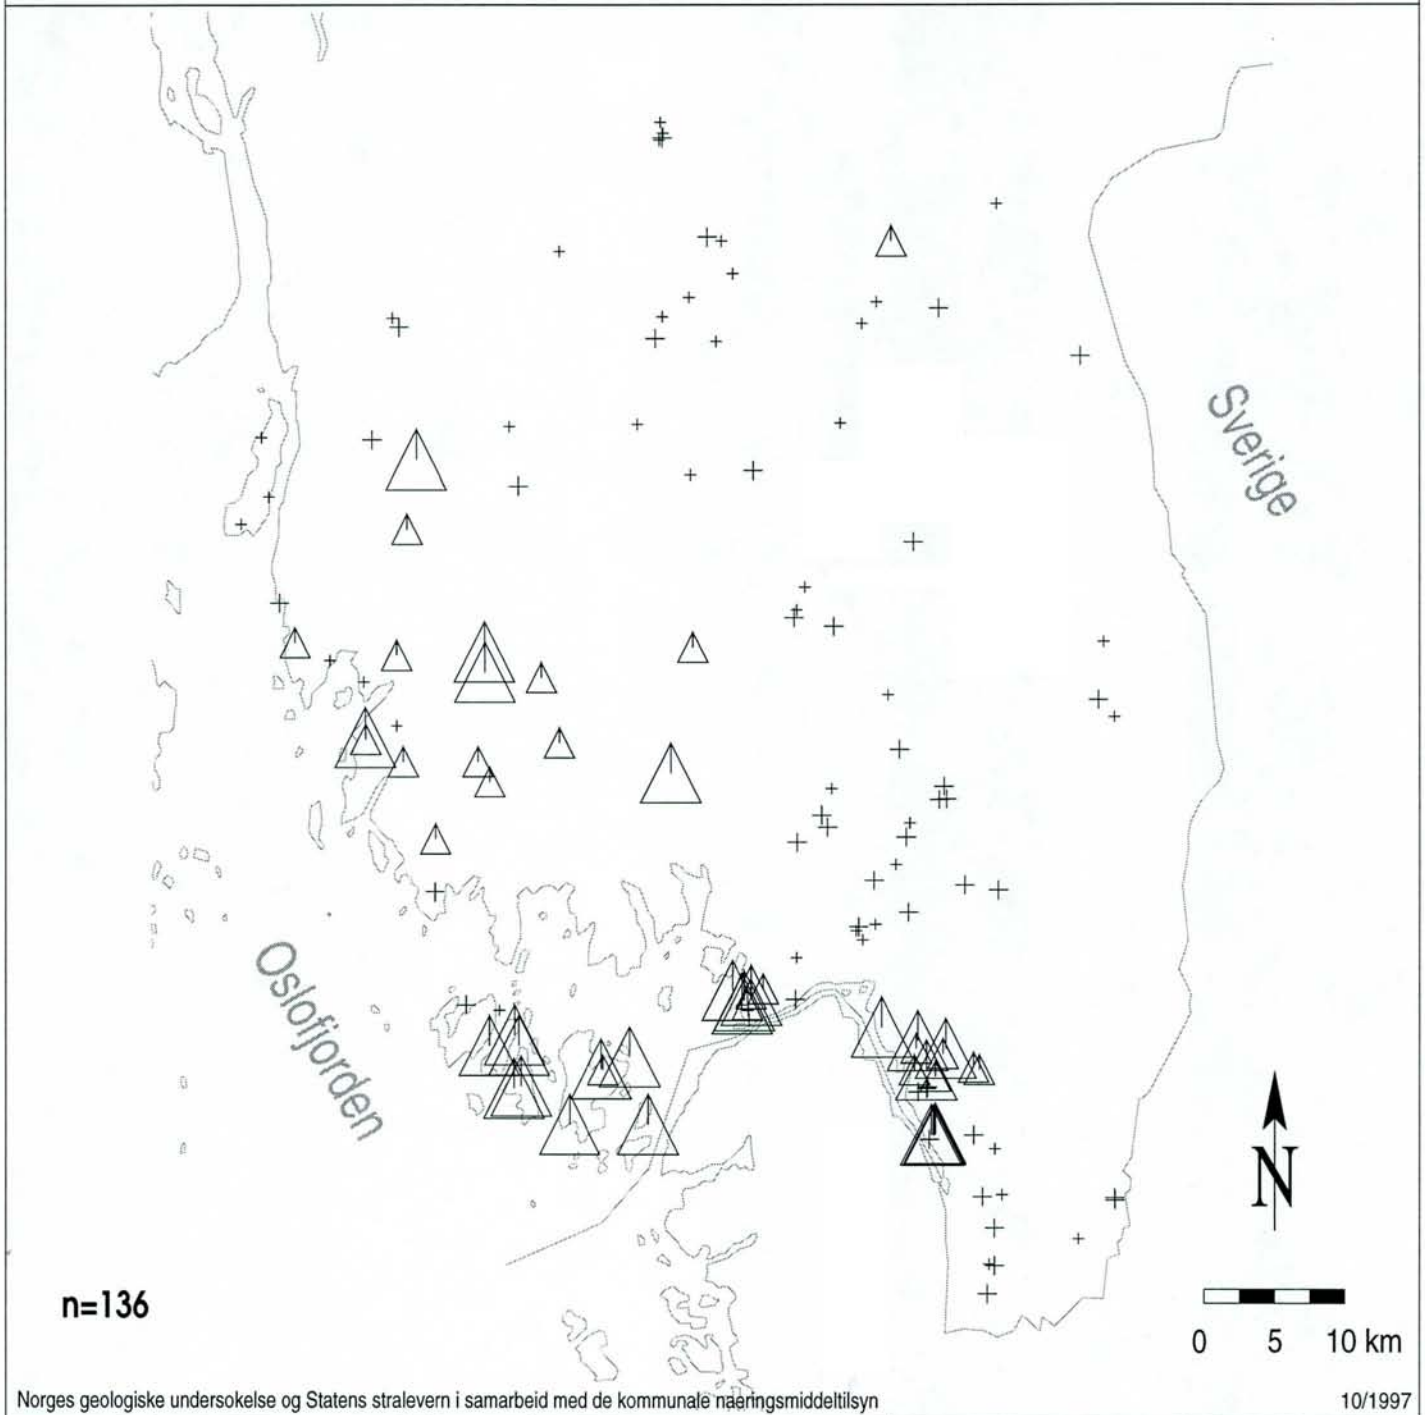 Sverige
Oslofjorden
N
n=136
0 5 10 km
Norges geologiske undersokelse og Statens stralevern i samarbeid med de kommunale næringsmiddeltilsyn
10/1997